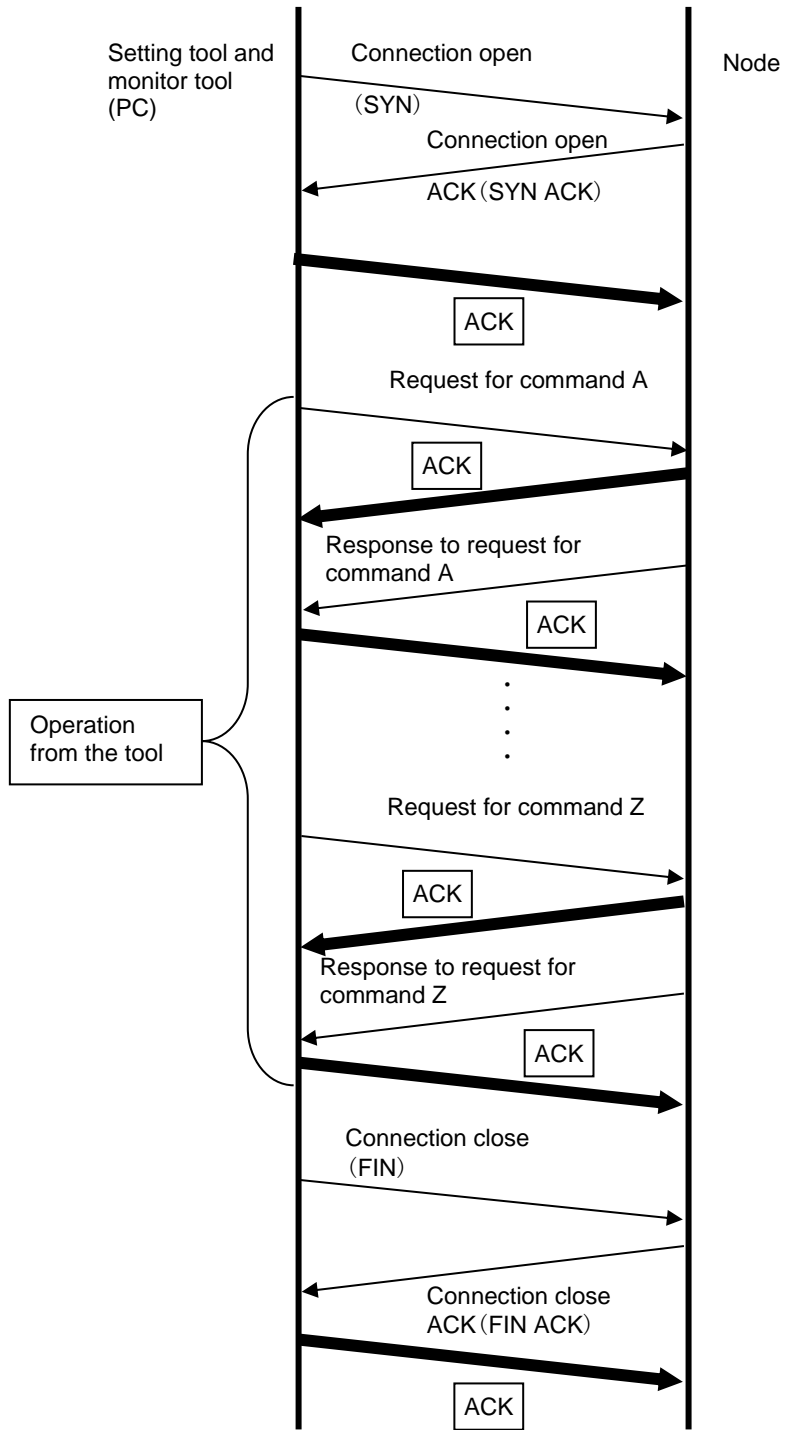 Setting tool and
monitor tool
(PC)
Connection open
（SYN）
Node
Connection open
ACK（SYN ACK）
ACK
Request for command A
ACK
Response to request for
command A
ACK
Operation
from the tool
Request for command Z
ACK
Response to request for
command Z
ACK
Connection close
（FIN）
Connection close
ACK（FIN ACK）
ACK